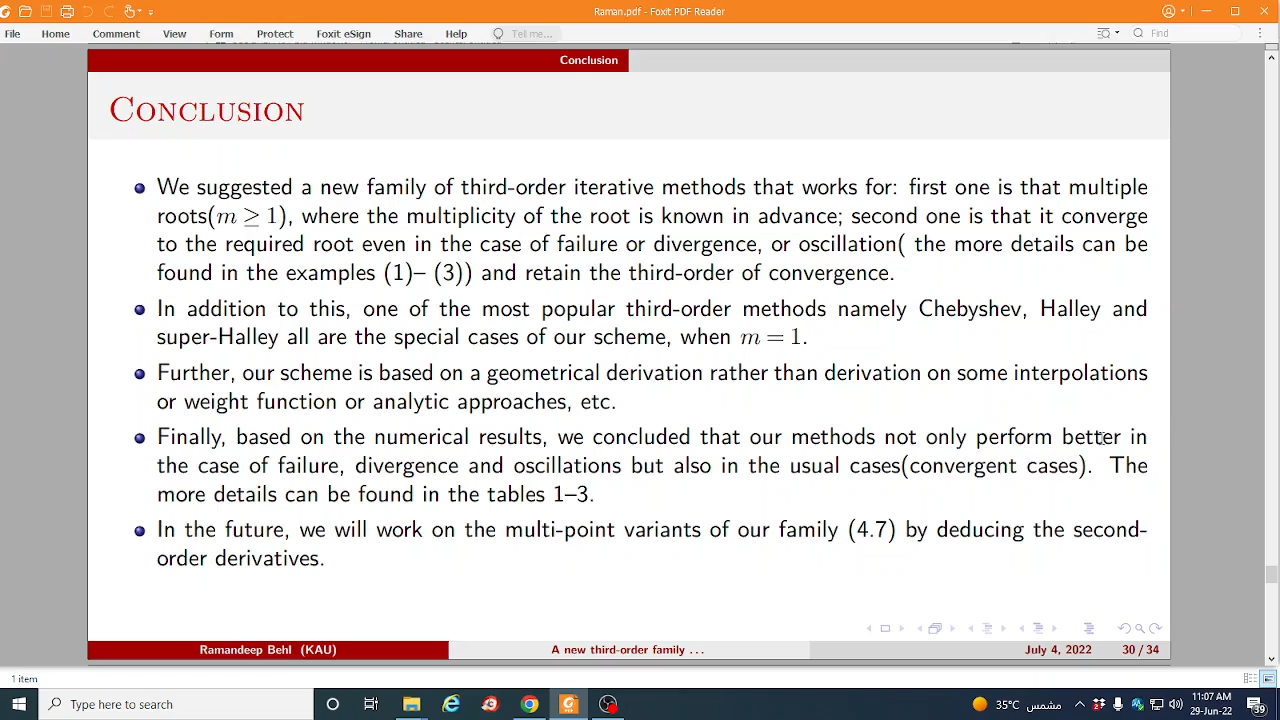 Raman.pdf - Foxit PDF Reader
File Home Comment View Form Protect Foxit eSign Share Help Tell me... Find
Conclusion
Conclusion
We suggested a new family of third-order iterative methods that works for: first one is that multiple
roots(m ≥ 1), where the multiplicity of the root is known in advance; second one is that it converge
to the required root even in the case of failure or divergence, or oscillation( the more details can be
found in the examples (1)– (3)) and retain the third-order of convergence.
In addition to this, one of the most popular third-order methods namely Chebyshev, Halley and
super-Halley all are the special cases of our scheme, when m = 1.
Further, our scheme is based on a geometrical derivation rather than derivation on some interpolations
or weight function or analytic approaches, etc.
Finally, based on the numerical results, we concluded that our methods not only perform better in
the case of failure, divergence and oscillations but also in the usual cases(convergent cases). The
more details can be found in the tables 1–3.
In the future, we will work on the multi-point variants of our family (4.7) by deducing the second-
order derivatives.
Ramandeep Behl (KAU) A new third-order family ... July 4, 2022 30 / 34
1 item
Type here to search 35°C مشمس 11:07 AM
29-Jun-22 39